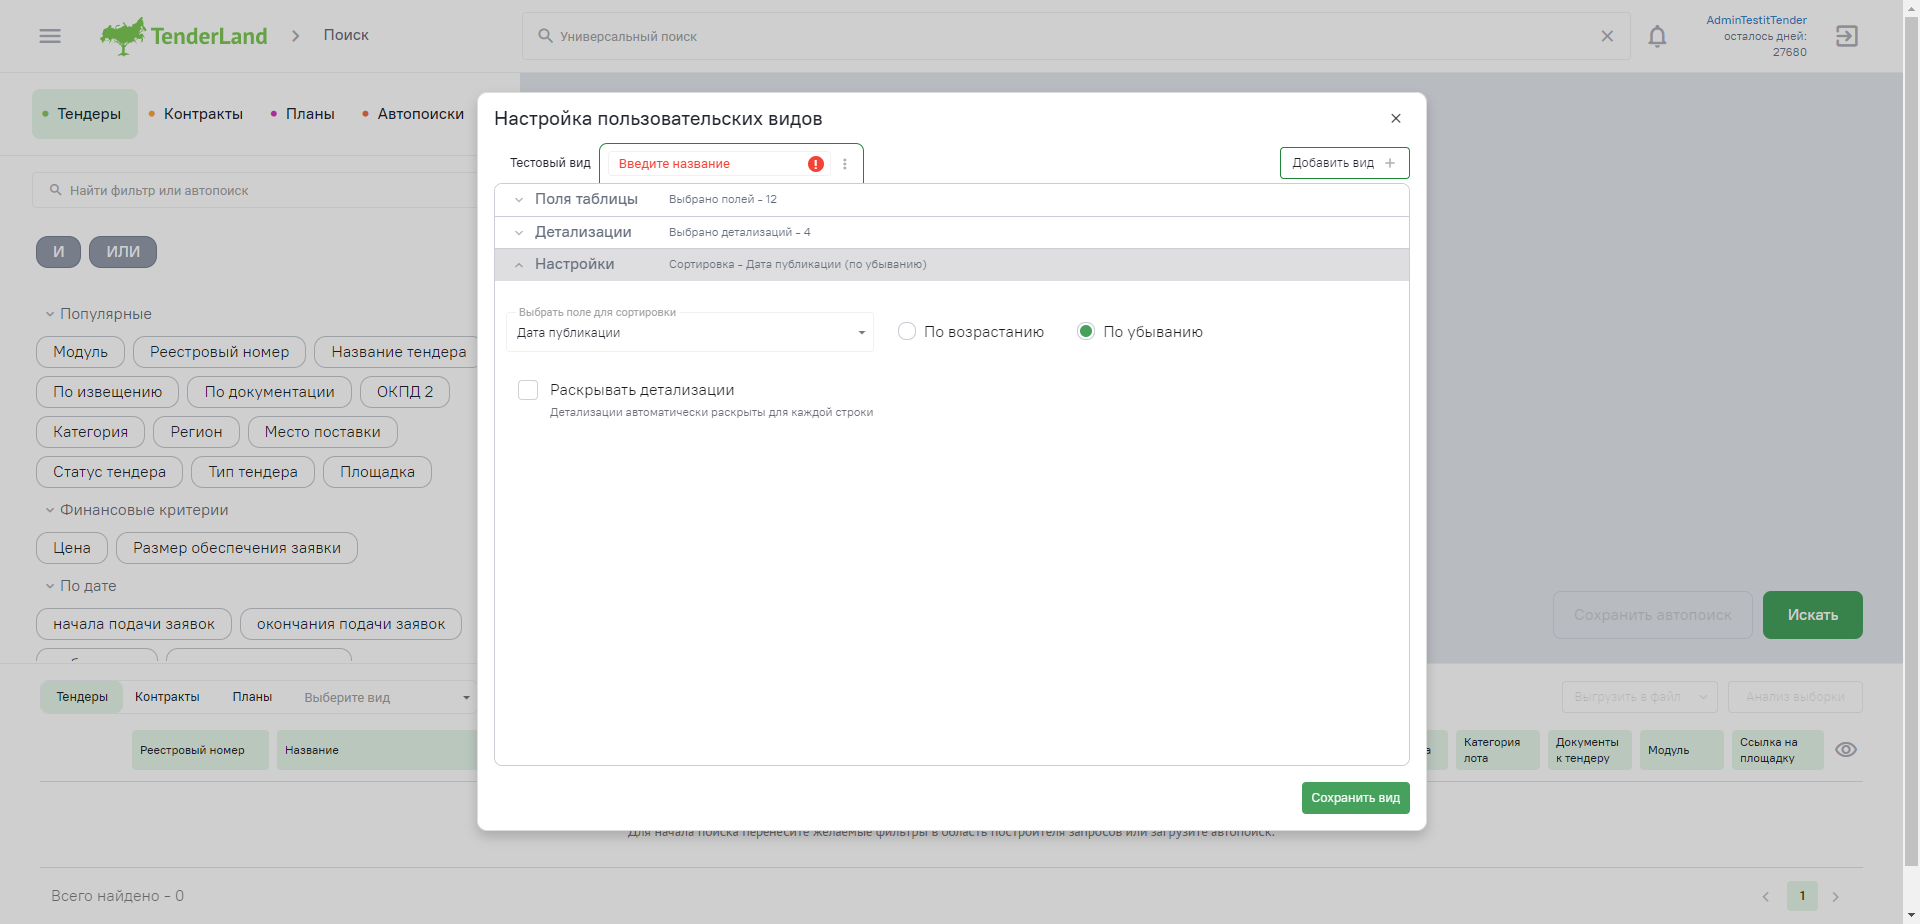 TenderLand
Поиск
Универсальный поиск
AdminTestitTender
осталось дней:
27680
Тендеры
Контракты
Планы
Автопоиски
Найти фильтр или автопоиск
И
ИЛИ
Популярные
Модуль
Реестровый номер
Название тендера
По извещению
По документации
ОКПД 2
Категория
Регион
Место поставки
Статус тендера
Тип тендера
Площадка
Финансовые критерии
Цена
Размер обеспечения заявки
По дате
начала подачи заявок
окончания подачи заявок
Настройка пользовательских видов
Тестовый вид
Введите название
Добавить вид
Поля таблицы
Выбрано полей - 12
Детализации
Выбрано детализаций - 4
Настройки
Сортировка - Дата публикации (по убыванию)
Выбрать поле для сортировки
Дата публикации
По возрастанию
По убыванию
Раскрывать детализации
Детализации автоматически раскрыты для каждой строки
Сохранить вид
Сохранить автопоиск
Искать
Тендеры
Контракты
Планы
Выберите вид
Выгрузить в файл
Анализ выборки
Реестровый номер
Название
а
Категория
лота
Документы
к тендеру
Модуль
Ссылка на
площадку
Для начала поиска перенесите желаемые фильтры в область построителя запросов или загрузите автопоиск.
Всего найдено - 0
1